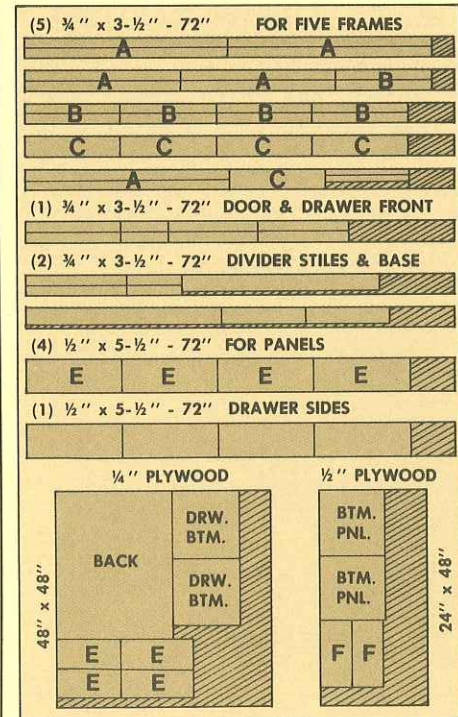 (5) ¾" x 3-½" - 72" FOR FIVE FRAMES
A A
A A B
B B B B
C C C C
A C
(1) ¾" x 3-½" - 72" DOOR & DRAWER FRONT
(2) ¾" x 3-½" - 72" DIVIDER STILES & BASE
(4) ½" x 5-½" - 72" FOR PANELS
E E E E
(1) ½" x 5-½" - 72" DRAWER SIDES
¼" PLYWOOD
48" x 48"
BACK
DRW.
BTM.
DRW.
BTM.
E E
E E
½" PLYWOOD
BTM.
PNL.
BTM.
PNL.
F F
24" x 48"